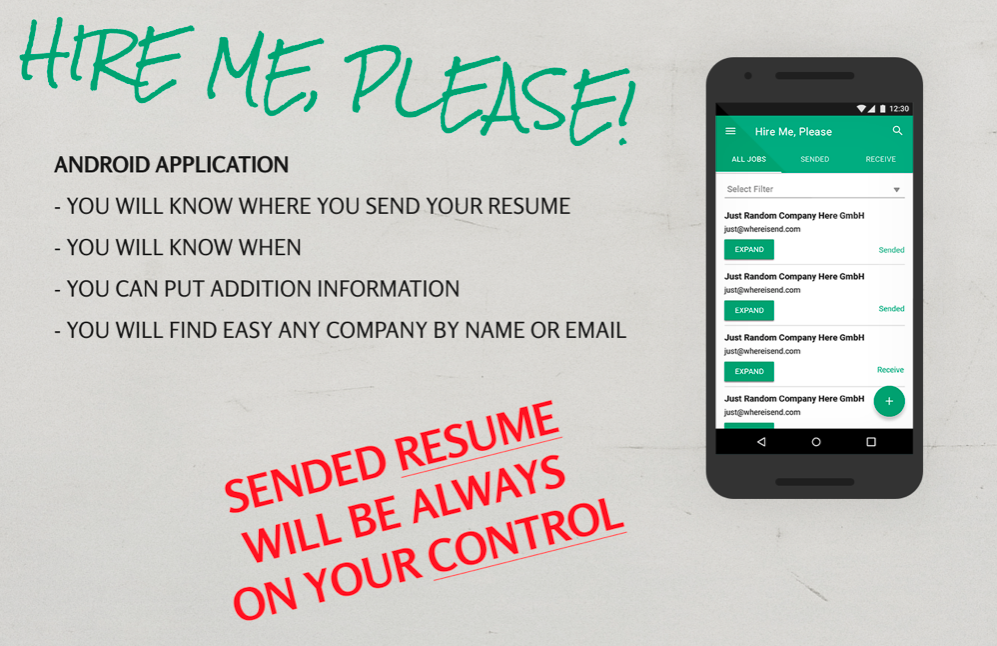 HIRE ME, PLEASE!
ANDROID APPLICATION
- YOU WILL KNOW WHERE YOU SEND YOUR RESUME
- YOU WILL KNOW WHEN
- YOU CAN PUT ADDITION INFORMATION
- YOU WILL FIND EASY ANY COMPANY BY NAME OR EMAIL
SENDED RESUME
WILL BE ALWAYS
ON YOUR CONTROL
12:30
Hire Me, Please
ALL JOBS SENDED RECEIVE
Select Filter
Just Random Company Here GmbH
just@whereisend.com
EXPAND Sended
Just Random Company Here GmbH
just@whereisend.com
EXPAND Sended
Just Random Company Here GmbH
just@whereisend.com
EXPAND Receive
Just Random Company Here GmbH
just@whereisend.com
+